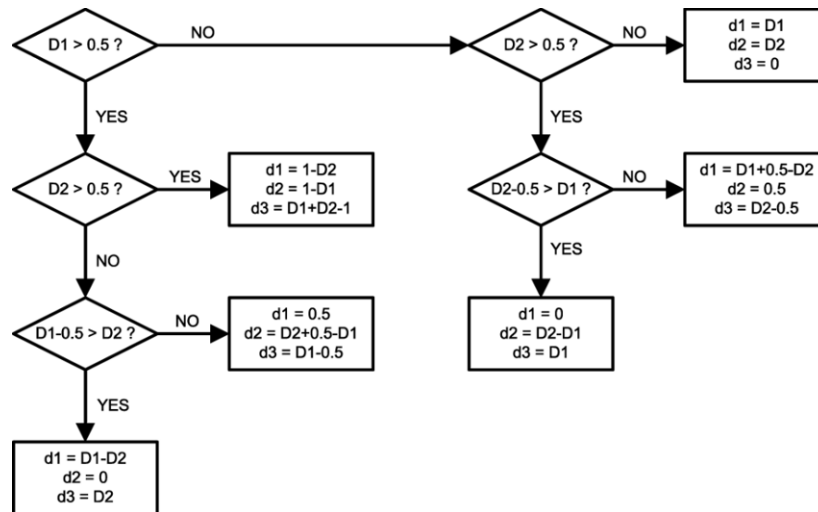 D1 > 0.5 ?
NO
D2 > 0.5 ?
NO
d1 = D1
d2 = D2
d3 = 0
YES
YES
D2 > 0.5 ?
YES
d1 = 1-D2
d2 = 1-D1
d3 = D1+D2-1
D2-0.5 > D1 ?
NO
d1 = D1+0.5-D2
d2 = 0.5
d3 = D2-0.5
NO
YES
D1-0.5 > D2 ?
NO
d1 = 0.5
d2 = D2+0.5-D1
d3 = D1-0.5
d1 = 0
d2 = D2-D1
d3 = D1
YES
d1 = D1-D2
d2 = 0
d3 = D2